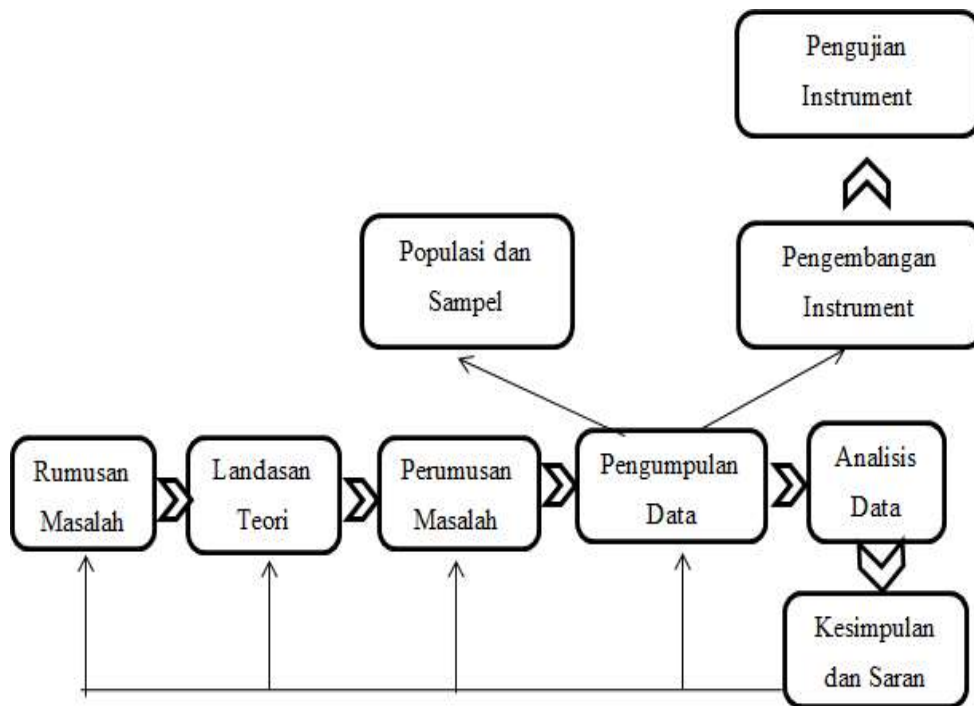 Pengujian
Instrument
Populasi dan
Sampel
Pengembangan
Instrument
Rumusan
Masalah
Landasan
Teori
Perumusan
Masalah
Pengumpulan
Data
Analisis
Data
Kesimpulan
dan Saran